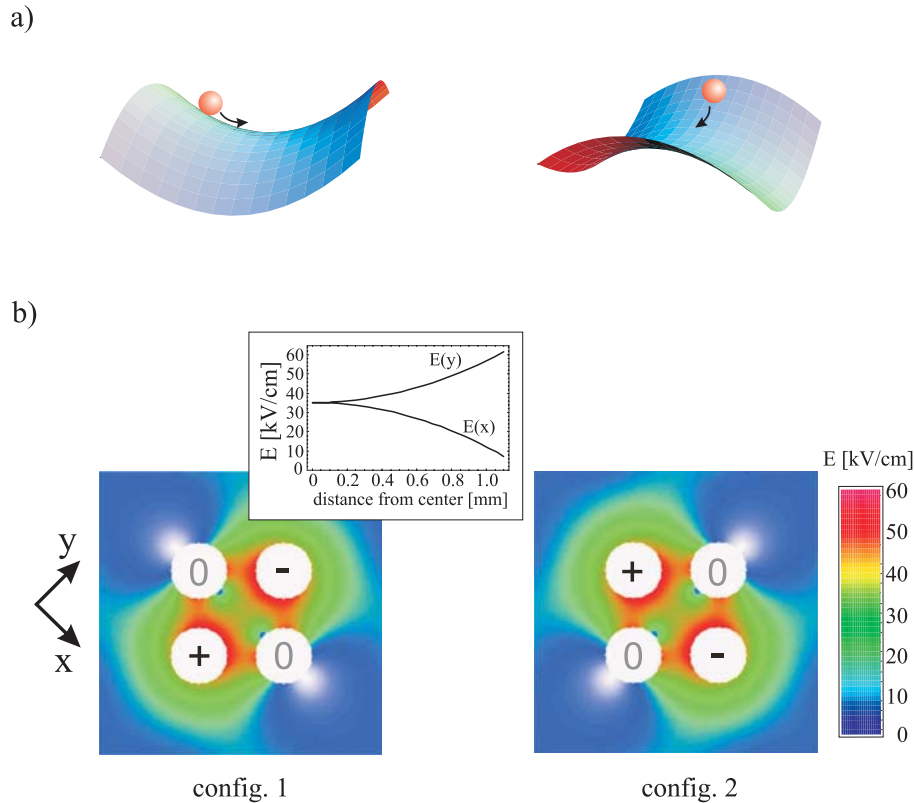 a)
b)
E [kV/cm]
60
50
40
30
20
10
0
E(y)
E(x)
0 0.2 0.4 0.6 0.8 1.0
distance from center [mm]
y
x
0 -
+ 0
+ 0
0 -
E [kV/cm]
60
50
40
30
20
10
0
config. 1
config. 2